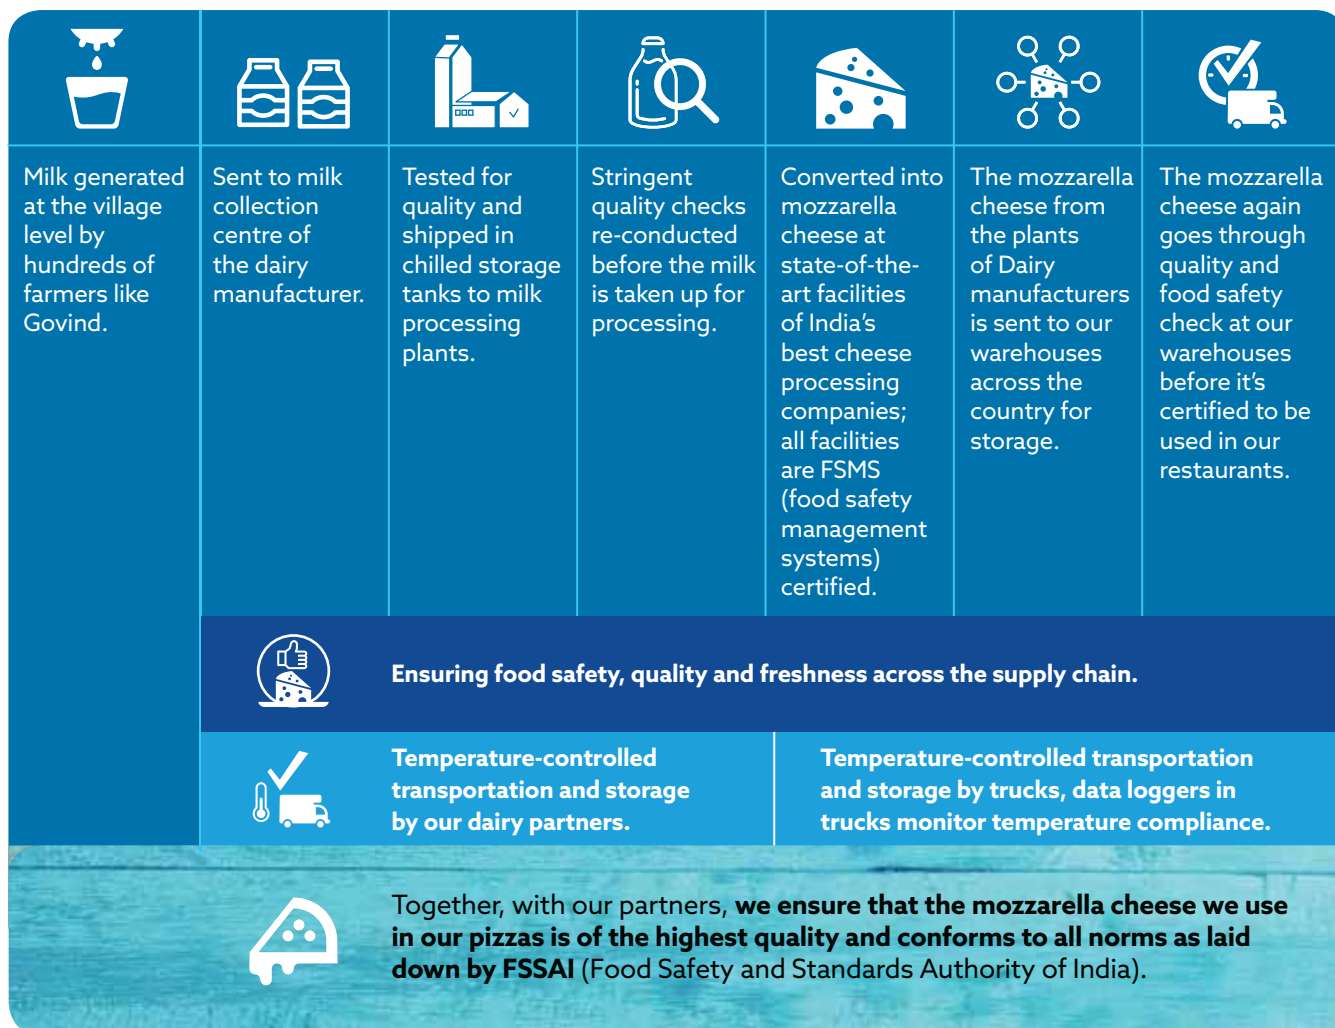 Milk generated
at the village
level by
hundreds of
farmers like
Govind.
Sent to milk
collection
centre of
the dairy
manufacturer.
Tested for
quality and
shipped in
chilled storage
tanks to milk
processing
plants.
Stringent
quality checks
re-conducted
before the milk
is taken up for
processing.
Converted into
mozzarella
cheese at
state-of-the-
art facilities
of India’s
best cheese
processing
companies;
all facilities
are FSMS
(food safety
management
systems)
certified.
The mozzarella
cheese from
the plants
of Dairy
manufacturers
is sent to our
warehouses
across the
country for
storage.
The mozzarella
cheese again
goes through
quality and
food safety
check at our
warehouses
before it’s
certified to be
used in our
restaurants.
Ensuring food safety, quality and freshness across the supply chain.
Temperature-controlled
transportation and storage
by our dairy partners.
Temperature-controlled transportation
and storage by trucks, data loggers in
trucks monitor temperature compliance.
Together, with our partners, we ensure that the mozzarella cheese we use
in our pizzas is of the highest quality and conforms to all norms as laid
down by FSSAI (Food Safety and Standards Authority of India).